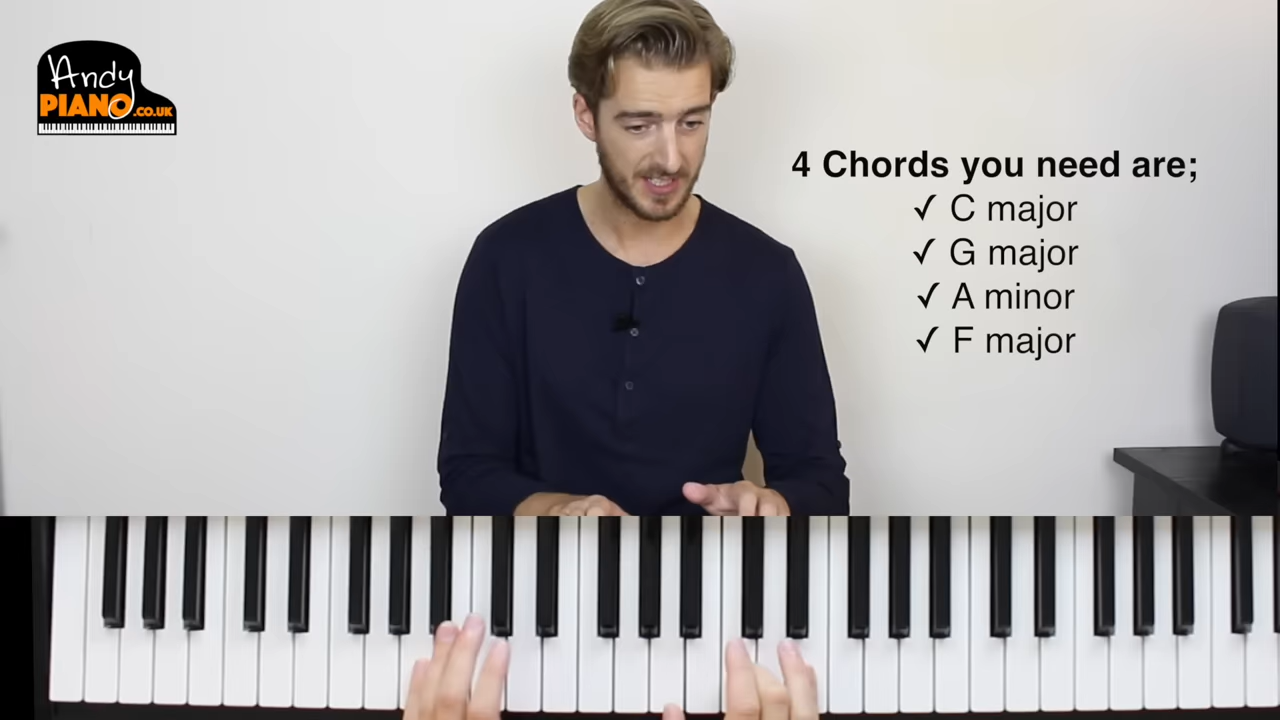 Andy
PIANO.CO.UK
4 Chords you need are;
✓ C major
✓ G major
✓ A minor
✓ F major